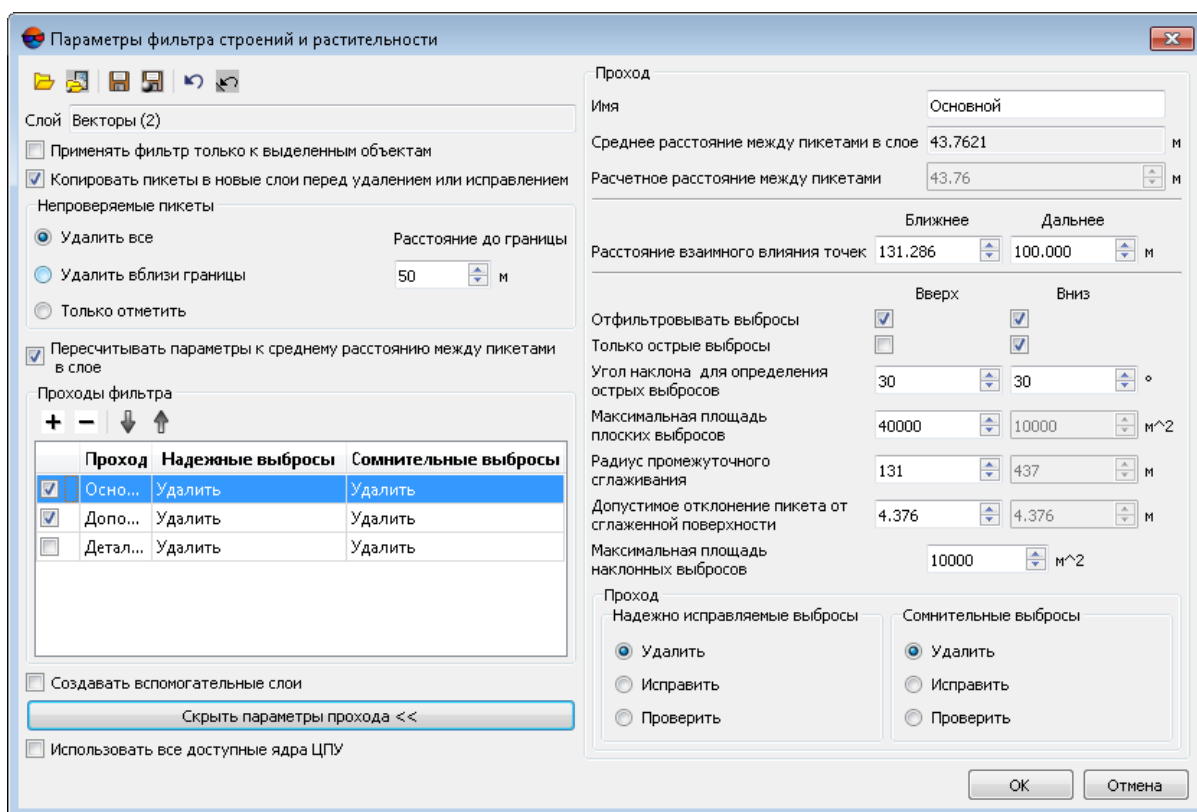 Параметры фильтра строений и растительности
Слой Векторы (2)
Применять фильтр только к выделенным объектам
Копировать пикеты в новые слои перед удалением или исправлением
Непроверяемые пикеты
Удалить все
Расстояние до границы
Удалить вблизи границы
50 м
Только отметить
Пересчитывать параметры к среднему расстоянию между пикетами
в слое
Проходы фильтра
Проход Надежные выбросы Сомнительные выбросы
Осно... Удалить Удалить
Допо... Удалить Удалить
Детал... Удалить Удалить
Создавать вспомогательные слои
Скрыть параметры прохода <<
Использовать все доступные ядра ЦПУ
Проход
Имя Основной
Среднее расстояние между пикетами в слое 43.7621 м
Расчетное расстояние между пикетами 43.76 м
Ближнее Дальнее
Расстояние взаимного влияния точек 131.286 100.000 м
Вверх Вниз
Отфильтровывать выбросы
Только острые выбросы
Угол наклона для определения
острых выбросов
30 30 °
Максимальная площадь
плоских выбросов
40000 10000 м^2
Радиус промежуточного
сглаживания
131 437 м
Допустимое отклонение пикета от
сглаженной поверхности
4.376 4.376 м
Максимальная площадь
наклонных выбросов
10000 м^2
Проход
Надежно исправляемые выбросы
Удалить
Исправить
Проверить
Сомнительные выбросы
Удалить
Исправить
Проверить
OK Отмена